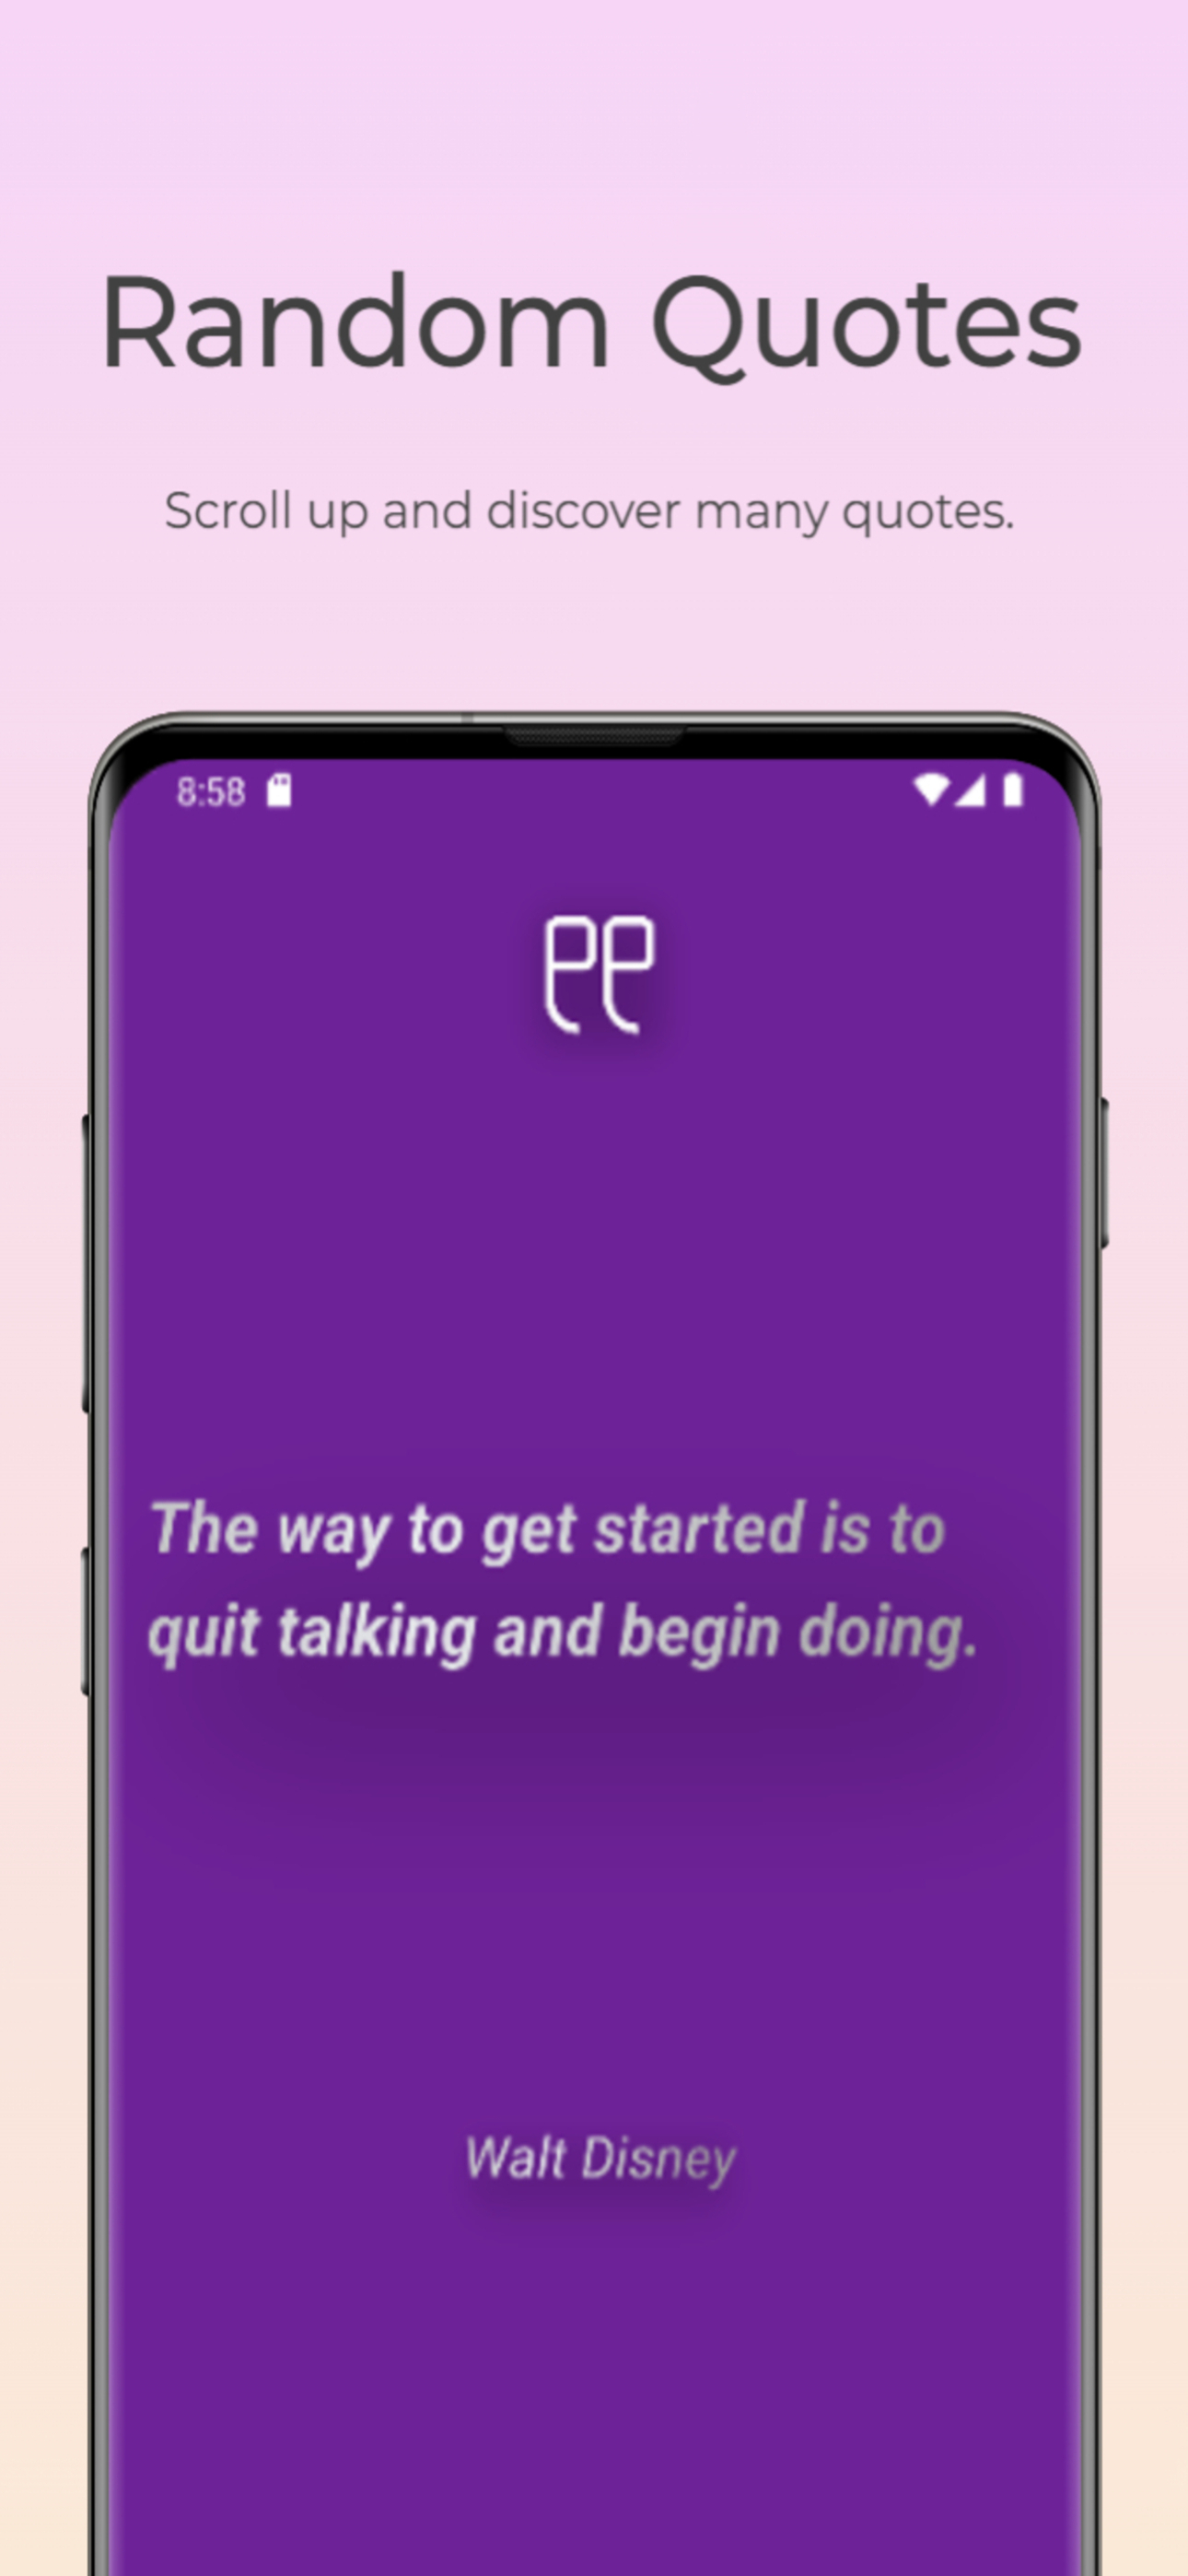 Random Quotes
Scroll up and discover many quotes.
8:58
The way to get started is to
quit talking and begin doing.
Walt Disney